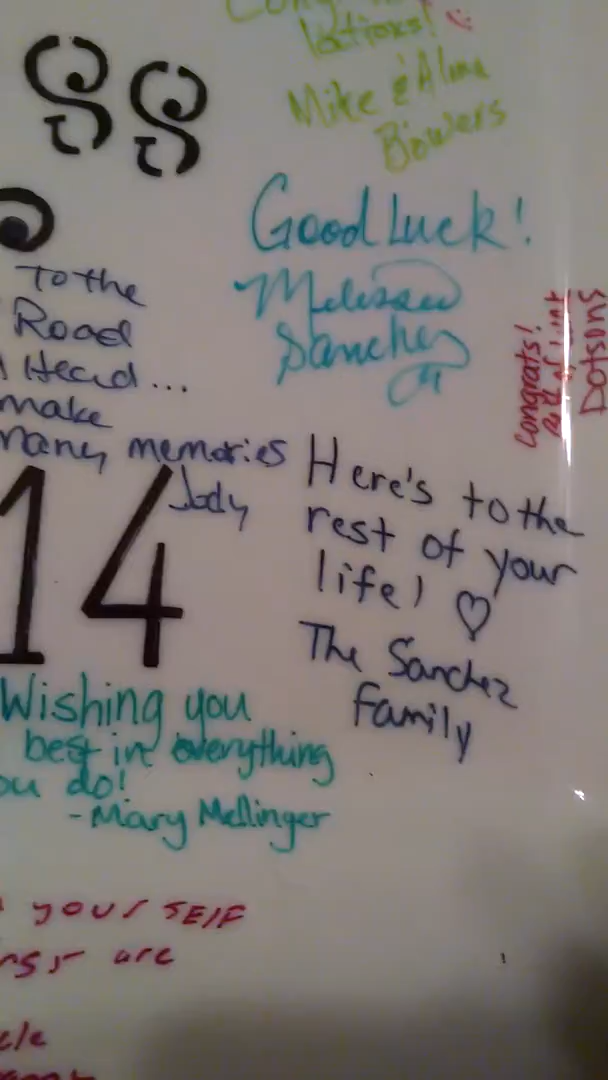 lations!
Mike & Alma
Bowers
Good Luck!
Melissa
Sanchez
To the
Road
Head...
make
many memories
Jody
Congrats!
Dotsons
14
Here's to the
rest of your
life! ♡
The Sanchez
family
Wishing you
best in everything
ou do!
-Mary Mellinger
yourself
are